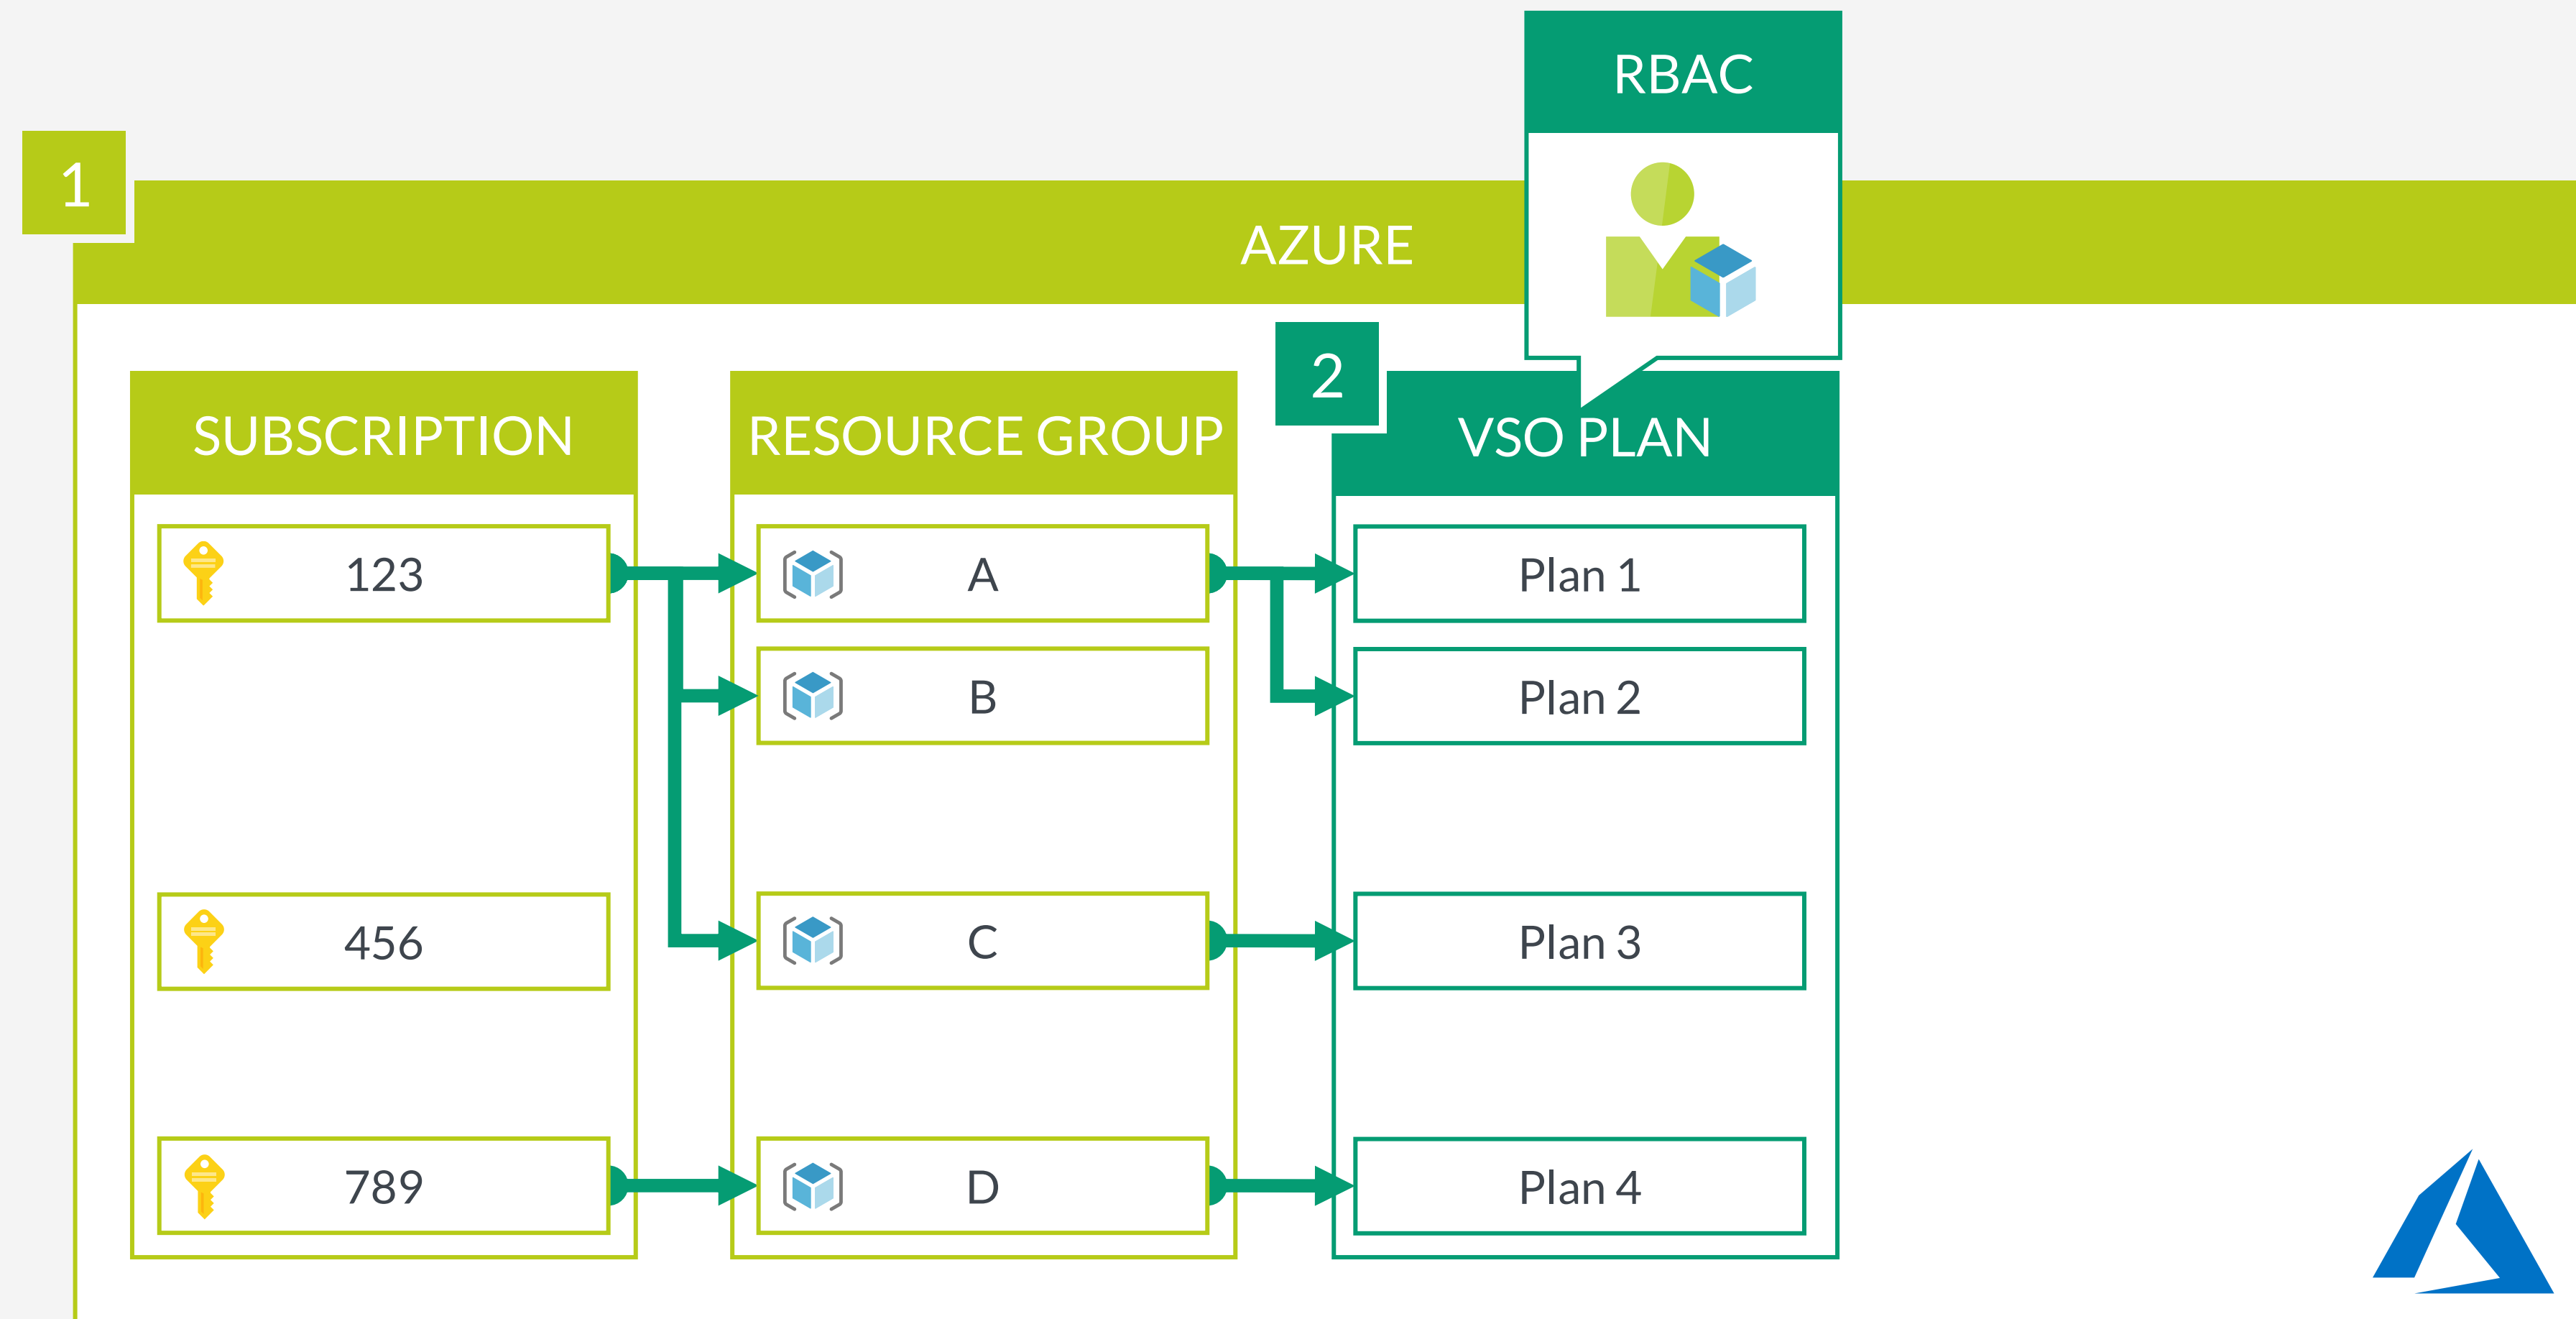 RBAC
1
AZURE
2
SUBSCRIPTION
RESOURCE GROUP
VSO PLAN
123
A
Plan 1
B
Plan 2
456
C
Plan 3
789
D
Plan 4